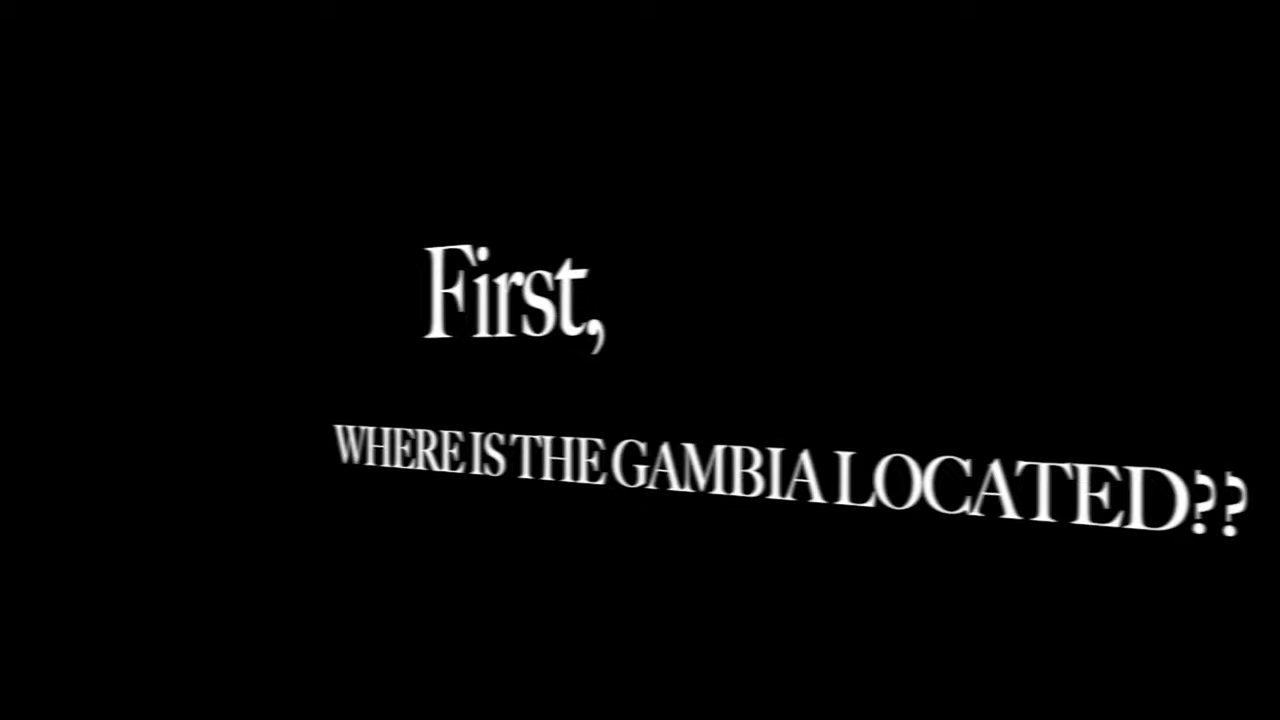 First,
WHERE IS THE GAMBIA LOCATED??